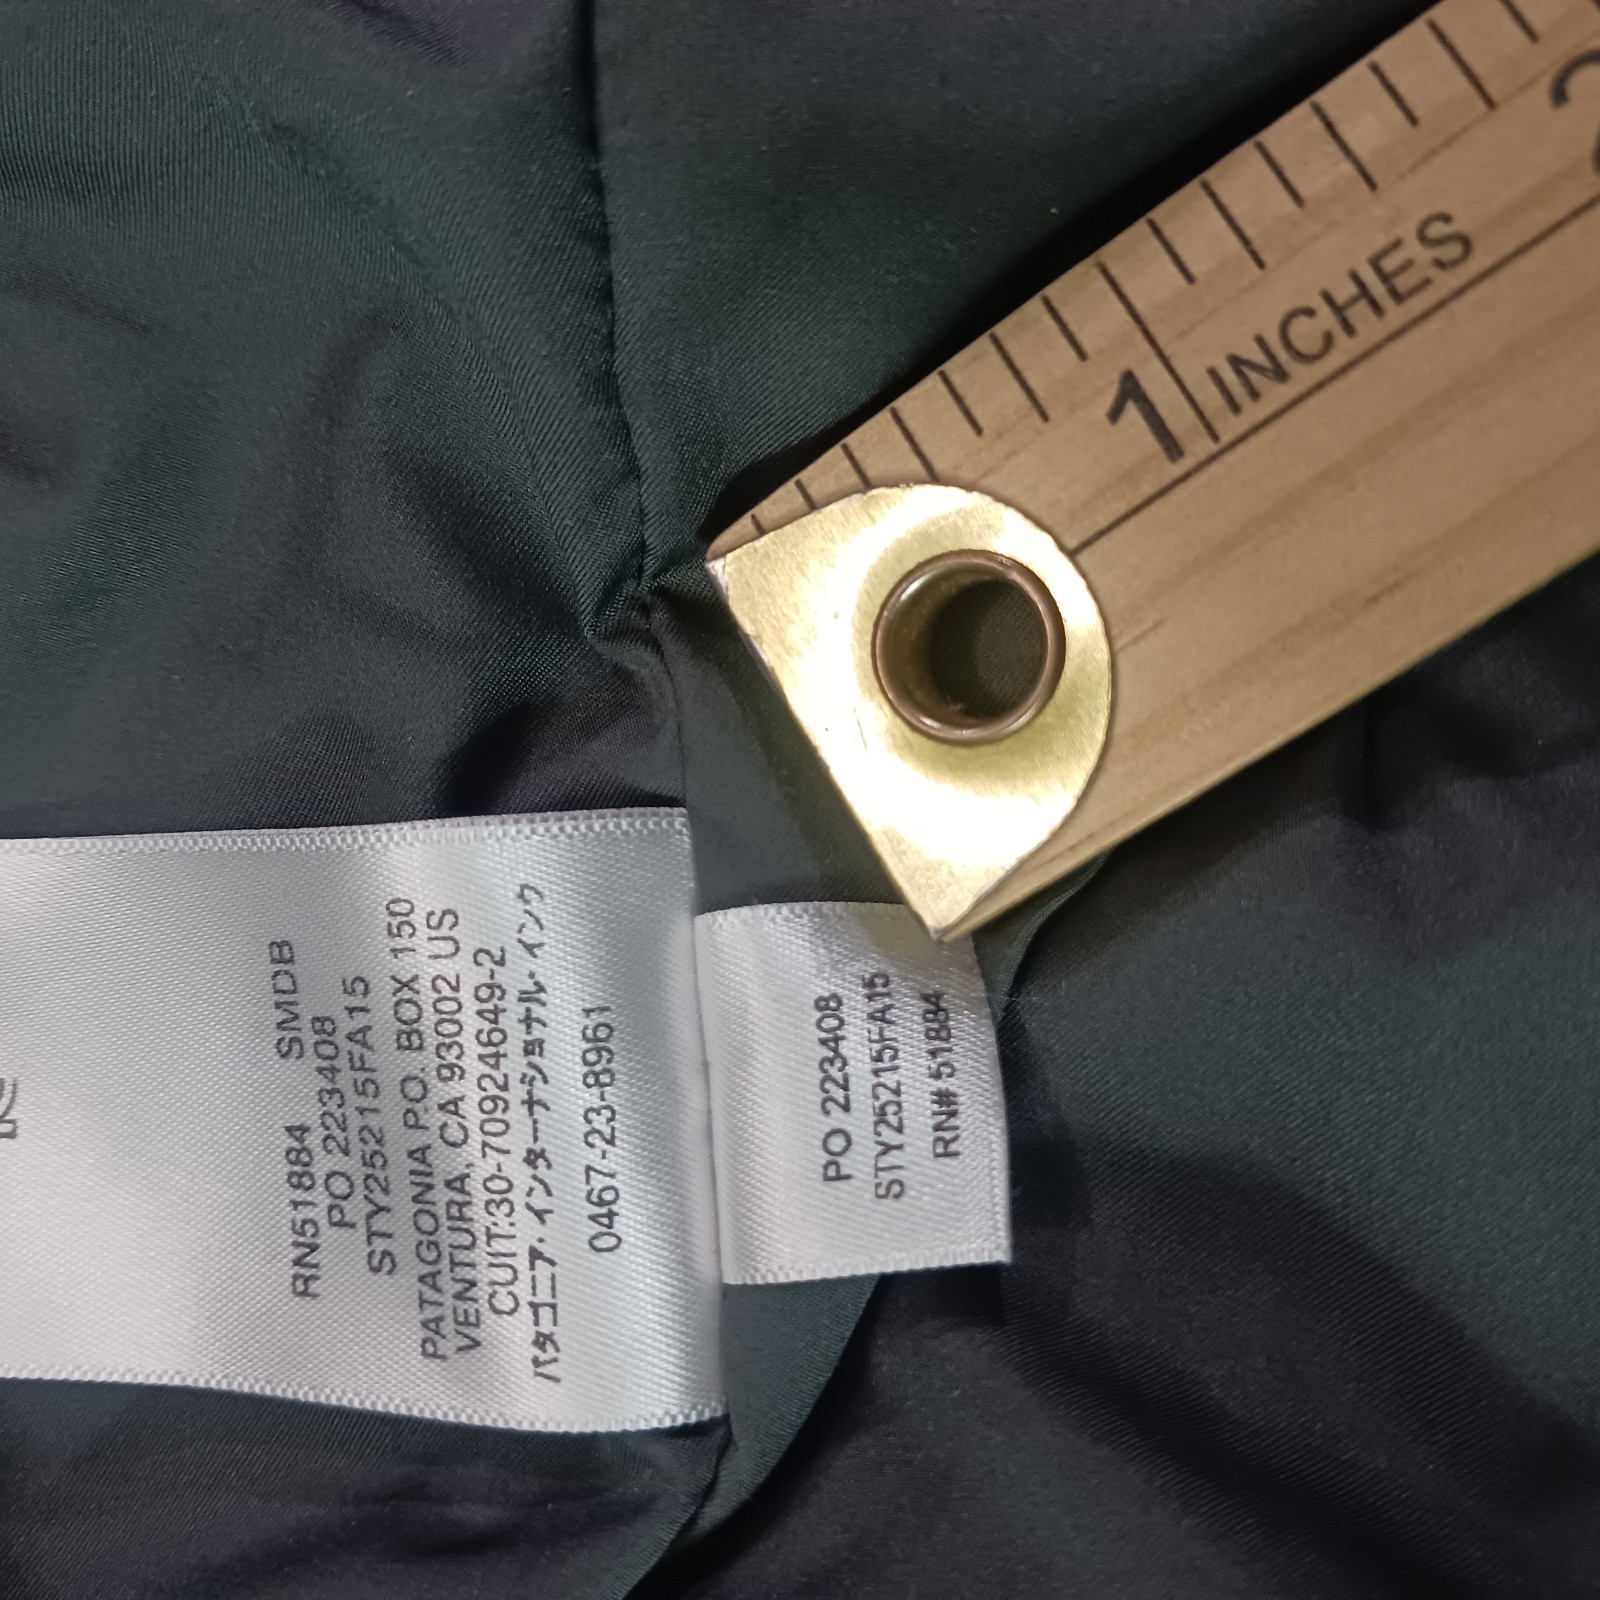 RN51884 SMDB
PO 223408
STY25215FA15
PATAGONIA P.O. BOX 150
VENTURA, CA 93002 US
CUIT:30-70924649-2
パタゴニア・インターナショナル・インク
0467-23-8961
PO 223408
STY25215FA15
RN# 51884
1
INCHES
2